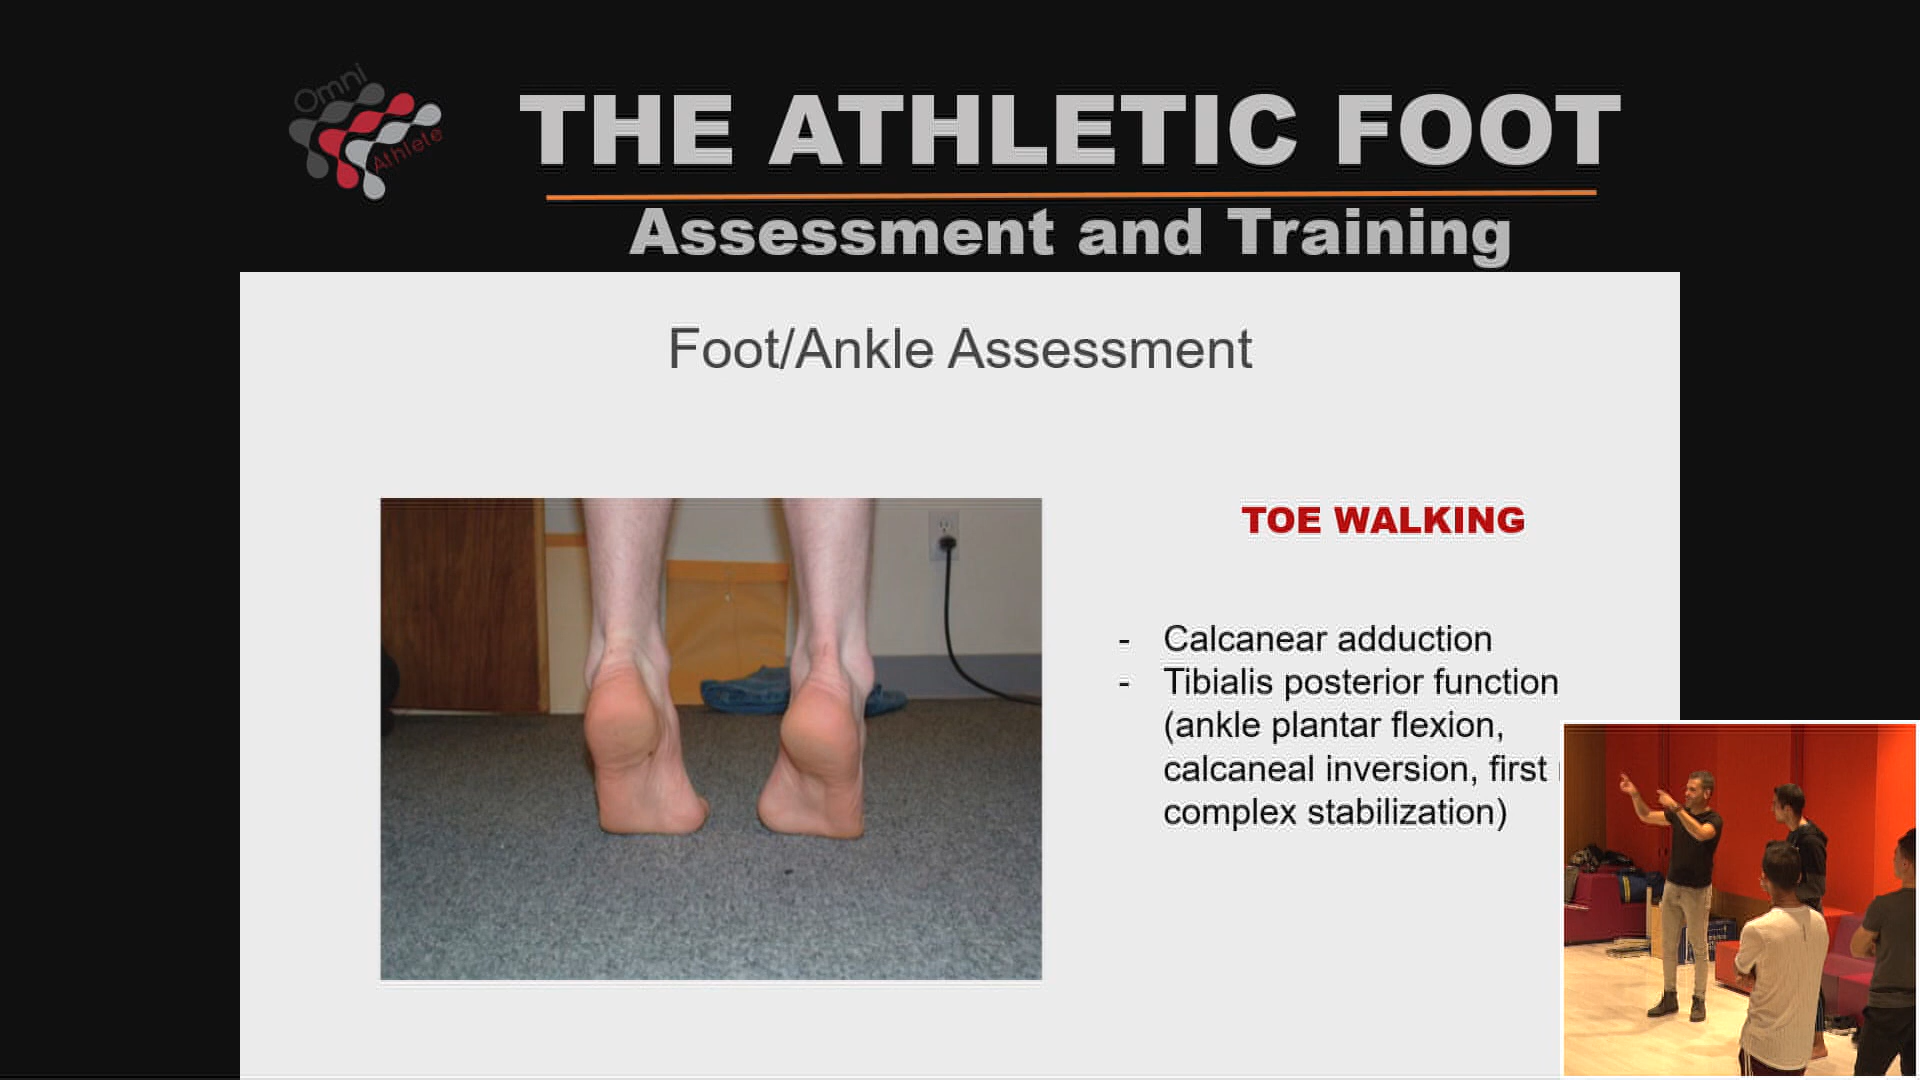 Omni
Athlete
THE ATHLETIC FOOT
Assessment and Training
Foot/Ankle Assessment
TOE WALKING
- Calcanear adduction
- Tibialis posterior function
(ankle plantar flexion,
calcaneal inversion, first
complex stabilization)